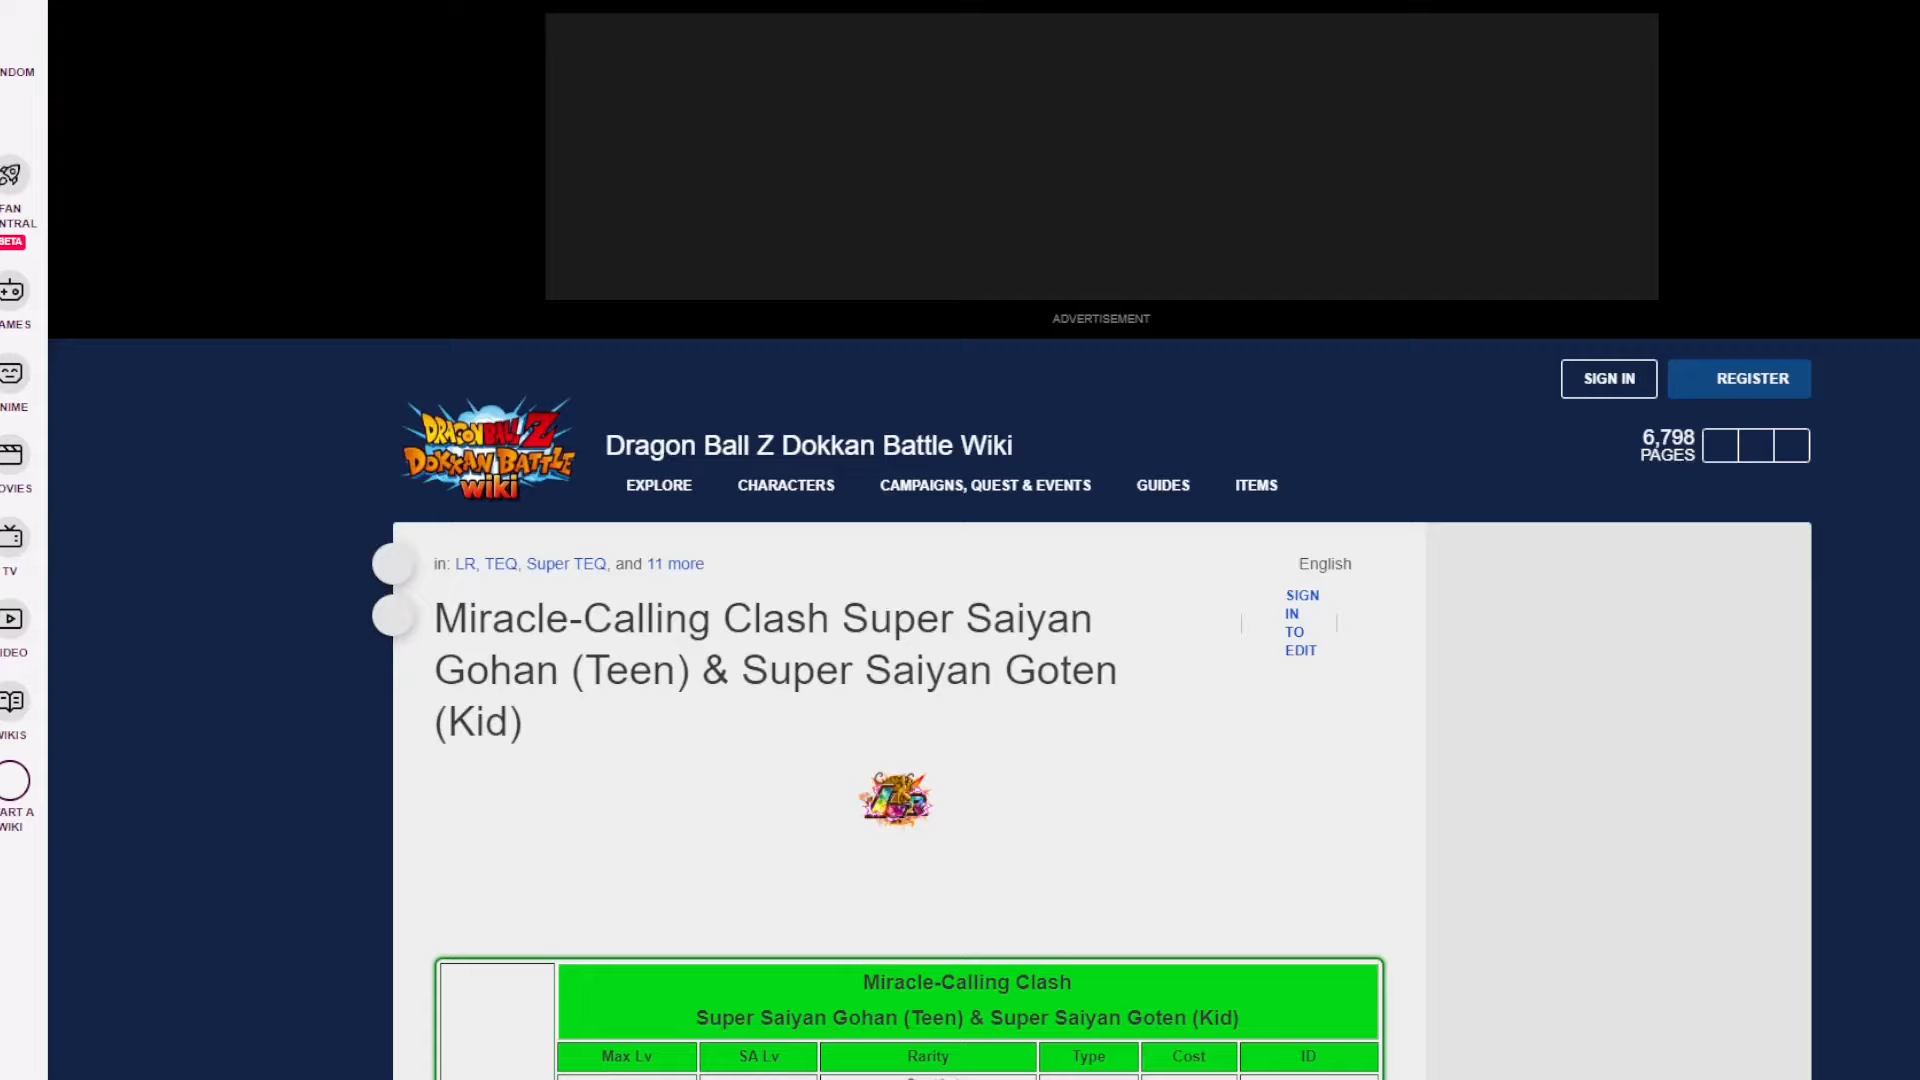 NDOM
FAN
NTRAL
BETA
AMES
NIME
OVIES
TV
IDEO
WIKIS
ART A
WIKI
ADVERTISEMENT
SIGN IN
REGISTER
DRAGON BALL Z
DOKKAN BATTLE
wiki
Dragon Ball Z Dokkan Battle Wiki
6,798
PAGES
EXPLORE CHARACTERS CAMPAIGNS, QUEST & EVENTS GUIDES ITEMS
in: LR, TEQ, Super TEQ, and 11 more
English
Miracle-Calling Clash Super Saiyan
Gohan (Teen) & Super Saiyan Goten
(Kid)
SIGN
IN
TO
EDIT
LR
Miracle-Calling Clash
Super Saiyan Gohan (Teen) & Super Saiyan Goten (Kid)
Max Lv SA Lv Rarity Type Cost ID